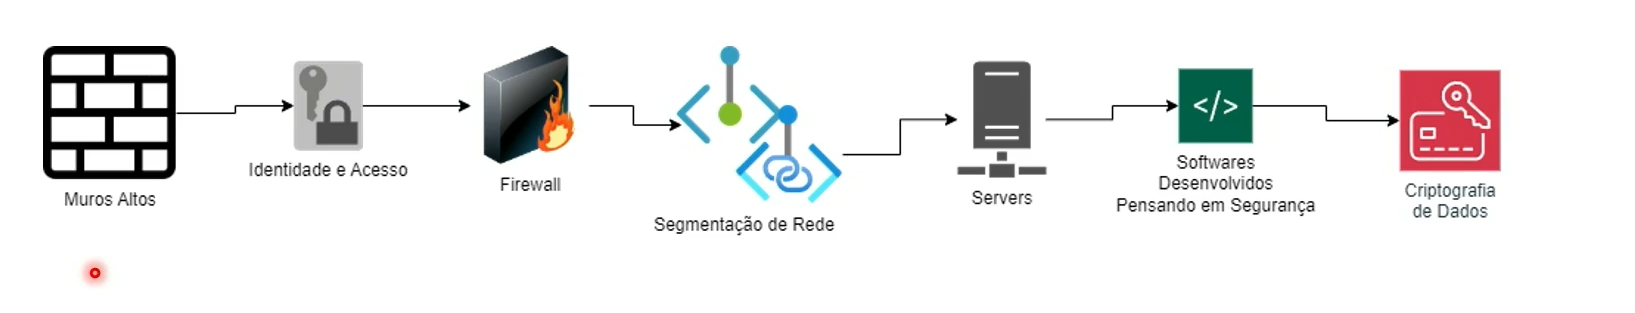 Muros Altos
Identidade e Acesso
Firewall
Segmentação de Rede
Servers
</>
Softwares
Desenvolvidos
Pensando em Segurança
Criptografia
de Dados